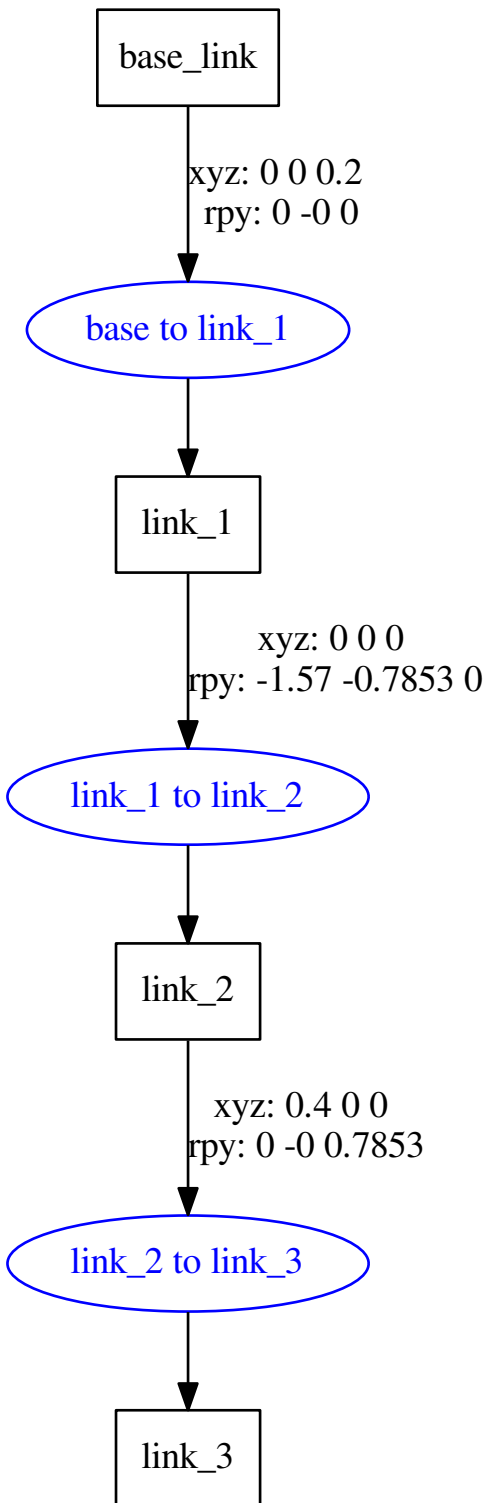 base_link
xyz: 0 0 0.2
rpy: 0 -0 0
base to link_1
link_1
xyz: 0 0 0
rpy: -1.57 -0.7853 0
link_1 to link_2
link_2
xyz: 0.4 0 0
rpy: 0 -0 0.7853
link_2 to link_3
link_3